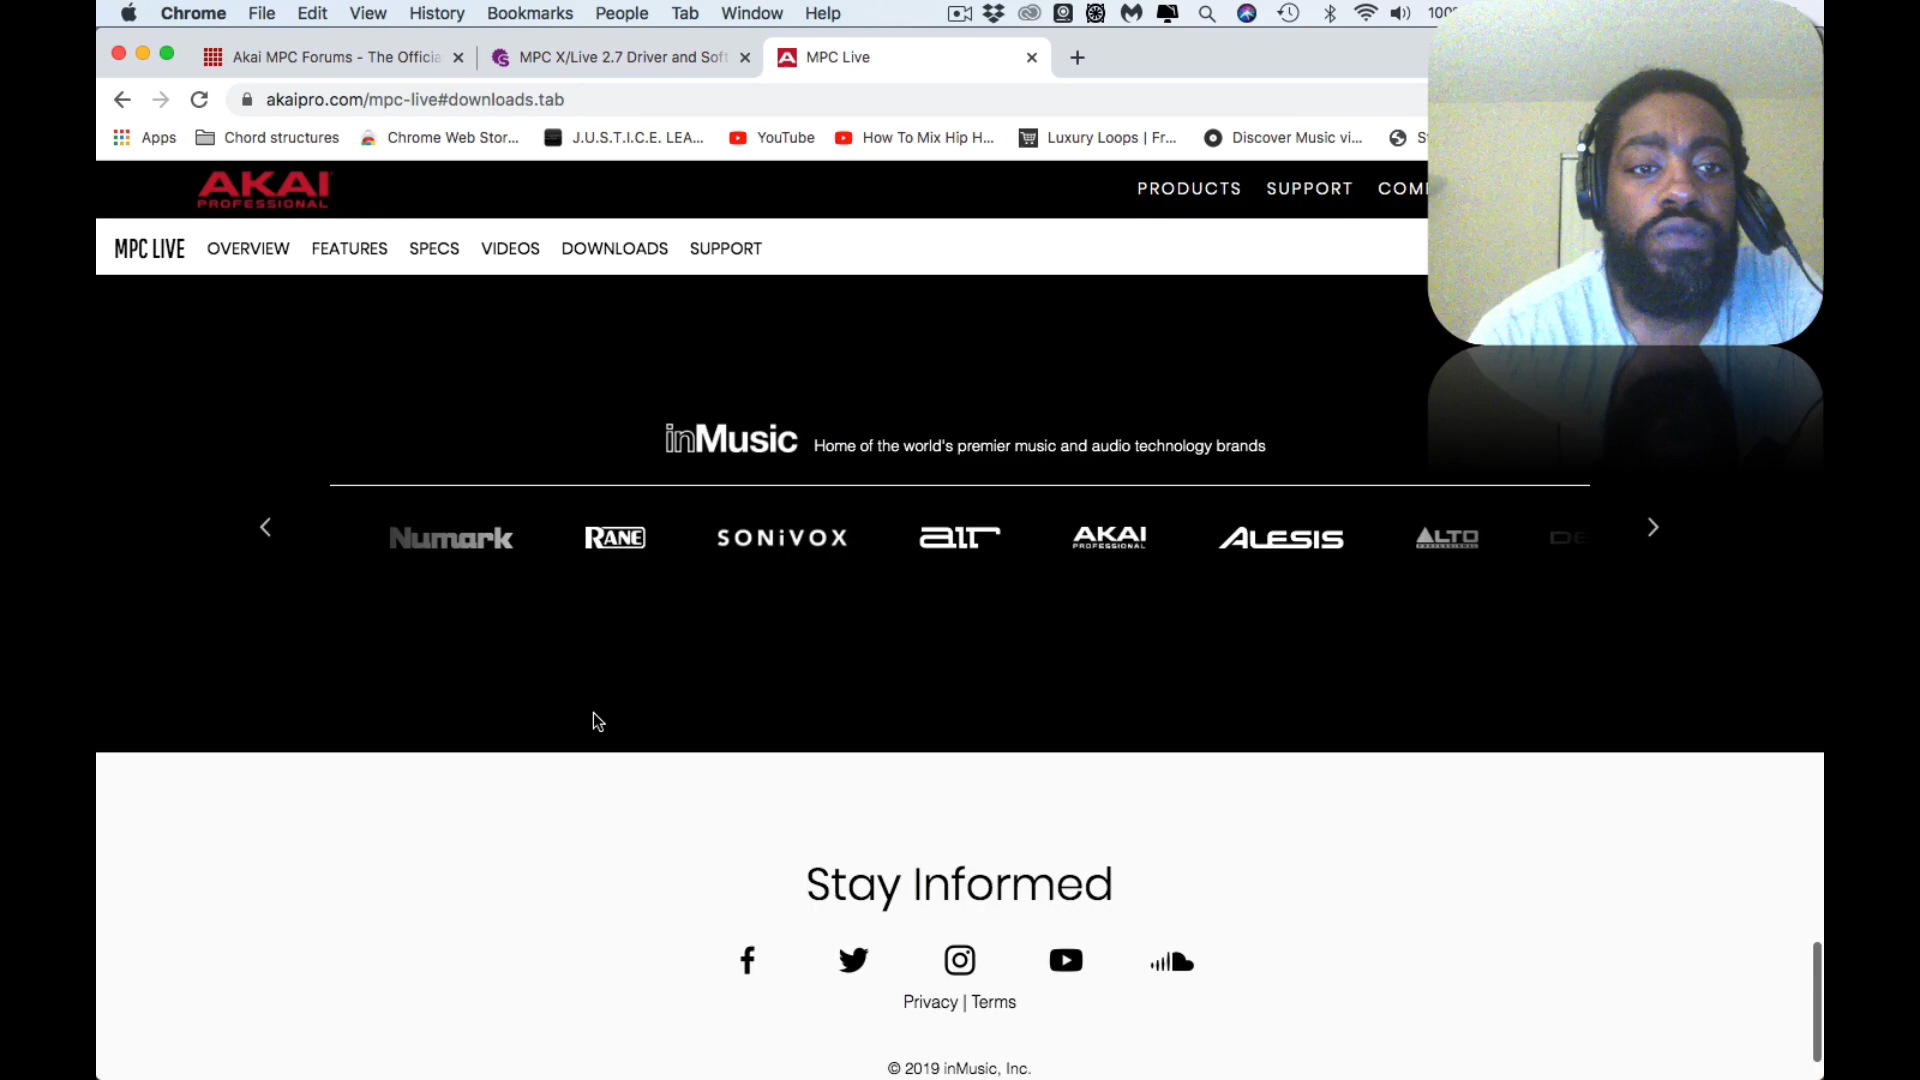 Chrome File Edit View History Bookmarks People Tab Window Help
Akai MPC Forums - The Officia
MPC X/Live 2.7 Driver and Soft
MPC Live
akaipro.com/mpc-live#downloads.tab
Apps Chord structures Chrome Web Stor... J.U.S.T.I.C.E. LEA... YouTube How To Mix Hip H... Luxury Loops | Fr... Discover Music vi...
AKAI
PROFESSIONAL
PRODUCTS SUPPORT
MPC LIVE OVERVIEW FEATURES SPECS VIDEOS DOWNLOADS SUPPORT
inMusic Home of the world's premier music and audio technology brands
Numark RANE SONiVOX air AKAI PROFESSIONAL ALESIS ALTO PROFESSIONAL
Stay Informed
Privacy | Terms
© 2019 inMusic, Inc.